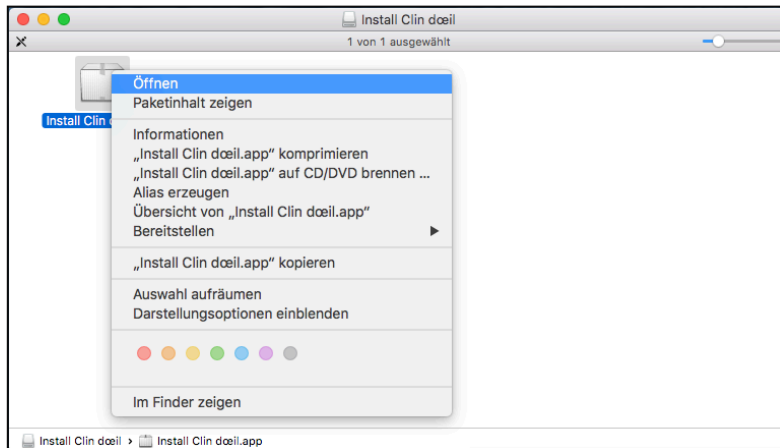 Install Clin dœil
1 von 1 ausgewählt
Install Clin
Öffnen
Paketinhalt zeigen
Informationen
„Install Clin dœil.app“ komprimieren
„Install Clin dœil.app“ auf CD/DVD brennen ...
Alias erzeugen
Übersicht von „Install Clin dœil.app“
Bereitstellen
„Install Clin dœil.app“ kopieren
Auswahl aufräumen
Darstellungsoptionen einblenden
Im Finder zeigen
Install Clin dœil › Install Clin dœil.app